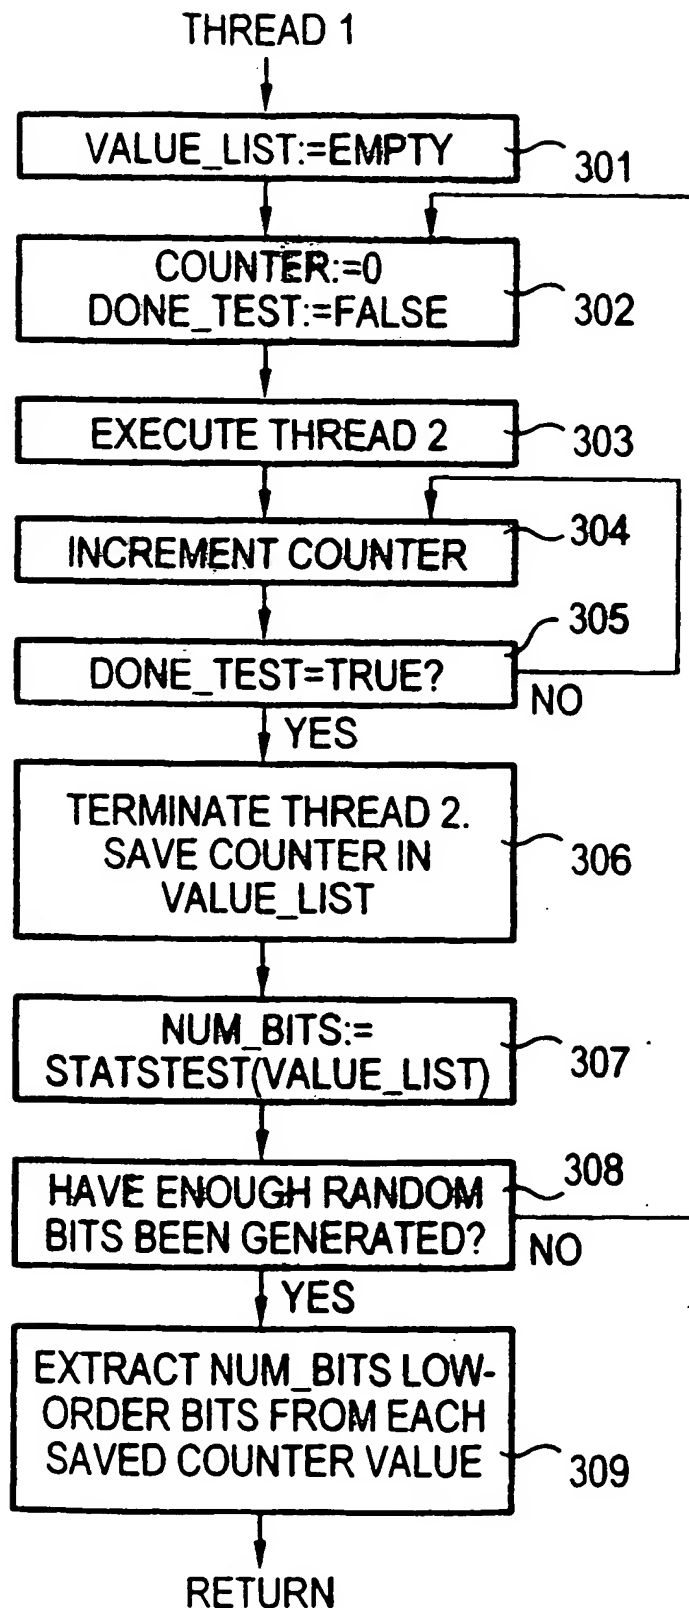 THREAD 1
VALUE_LIST:=EMPTY
301
COUNTER:=0
DONE_TEST:=FALSE
302
EXECUTE THREAD 2
303
INCREMENT COUNTER
304
DONE_TEST=TRUE?
305
NO
YES
TERMINATE THREAD 2.
SAVE COUNTER IN
VALUE_LIST
306
NUM_BITS:=
STATSTEST(VALUE_LIST)
307
HAVE ENOUGH RANDOM
BITS BEEN GENERATED?
308
NO
YES
EXTRACT NUM_BITS LOW-
ORDER BITS FROM EACH
SAVED COUNTER VALUE
309
RETURN